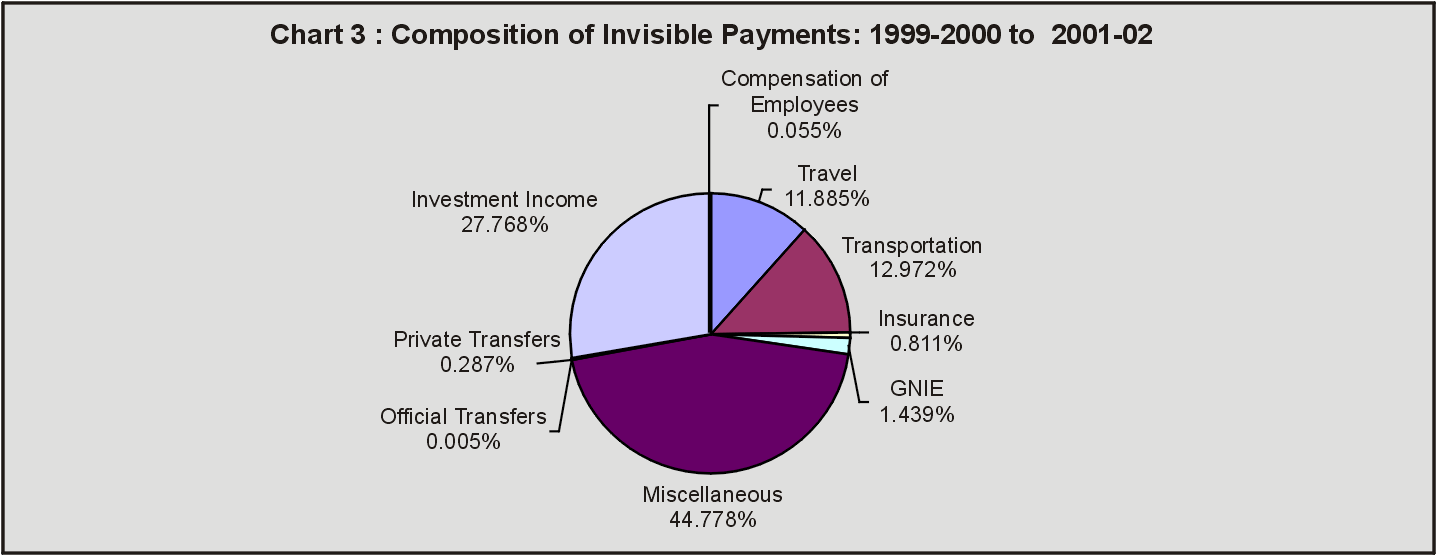 Chart 3 : Composition of Invisible Payments: 1999-2000 to 2001-02
Compensation of
Employees
0.055%
Travel
11.885%
Transportation
12.972%
Insurance
0.811%
GNIE
1.439%
Miscellaneous
44.778%
Official Transfers
0.005%
Private Transfers
0.287%
Investment Income
27.768%